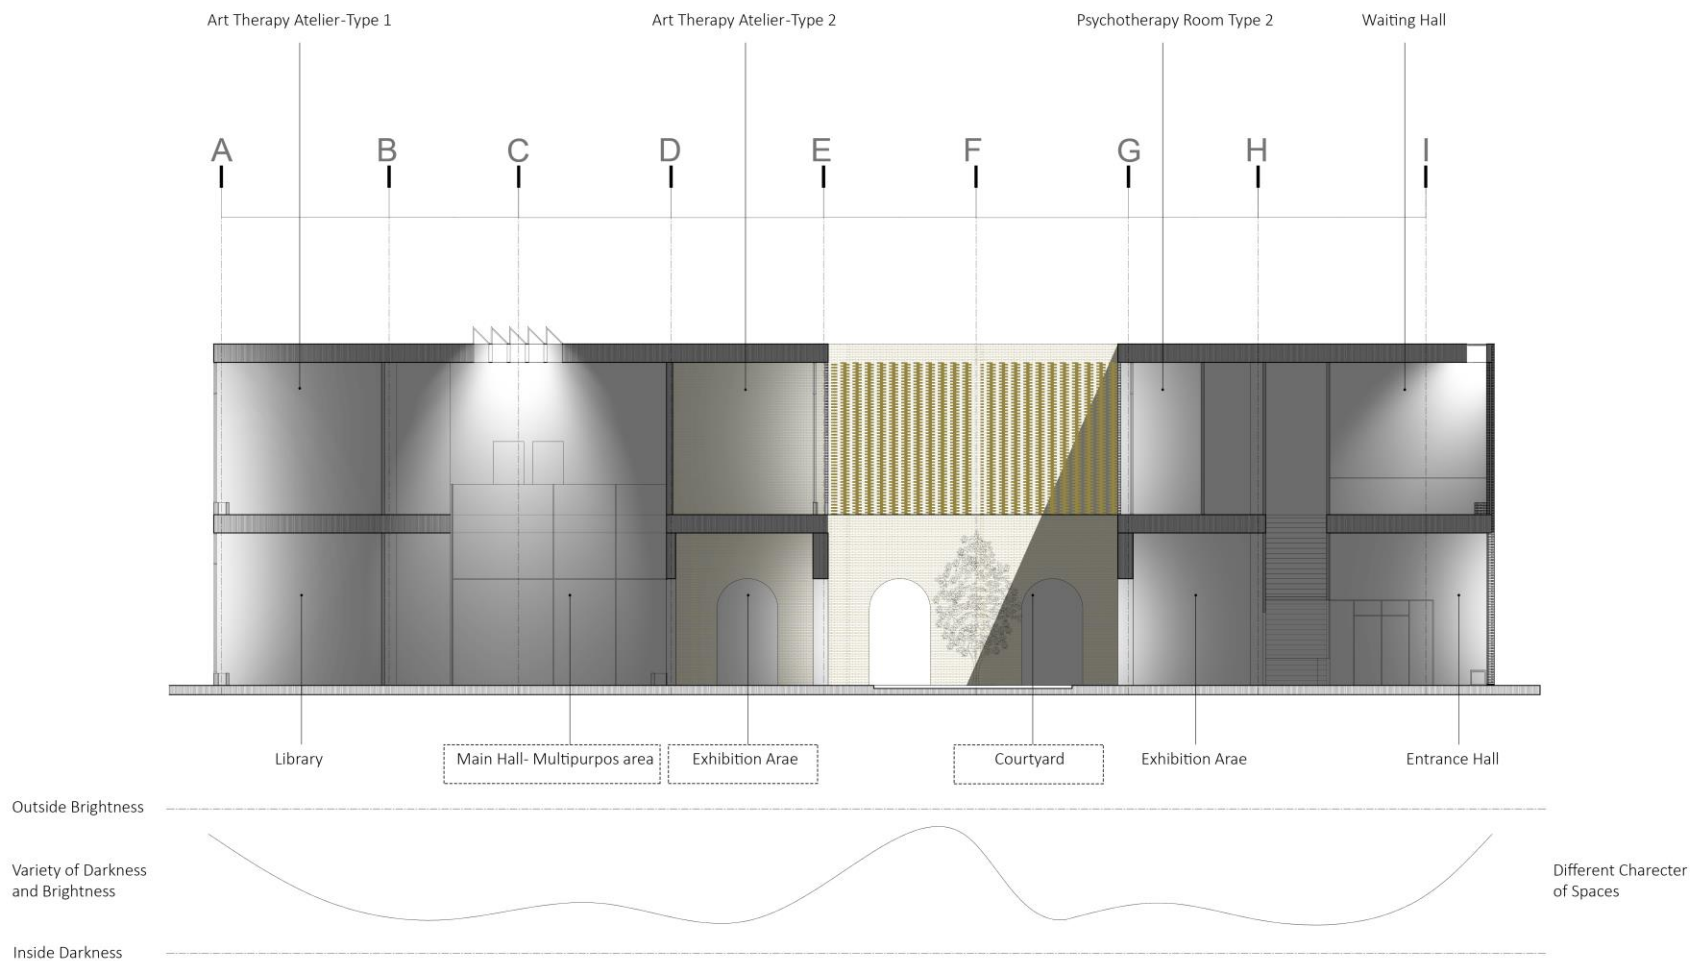 Art Therapy Atelier-Type 1
Art Therapy Atelier-Type 2
Psychotherapy Room Type 2
Waiting Hall
A
B
C
D
E
F
G
H
I
Library
Main Hall- Multipurpos area
Exhibition Arae
Courtyard
Exhibition Arae
Entrance Hall
Outside Brightness
Variety of Darkness
and Brightness
Different Charecter
of Spaces
Inside Darkness